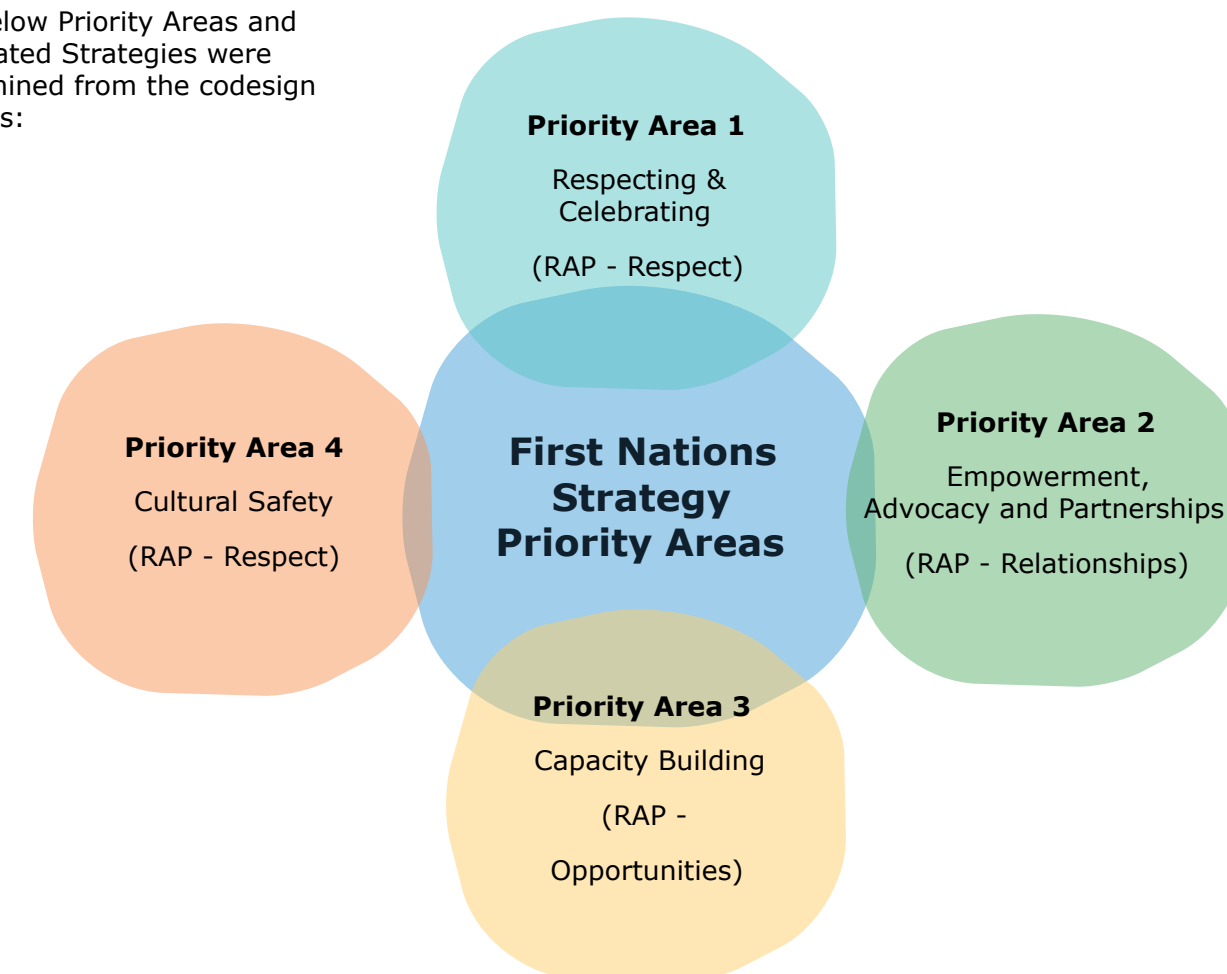 elow Priority Areas and
ated Strategies were
mined from the codesign
s:
Priority Area 1
Respecting &
Celebrating
(RAP - Respect)
First Nations
Strategy
Priority Areas
Priority Area 2
Empowerment,
Advocacy and Partnerships
(RAP - Relationships)
Priority Area 3
Capacity Building
(RAP -
Opportunities)
Priority Area 4
Cultural Safety
(RAP - Respect)